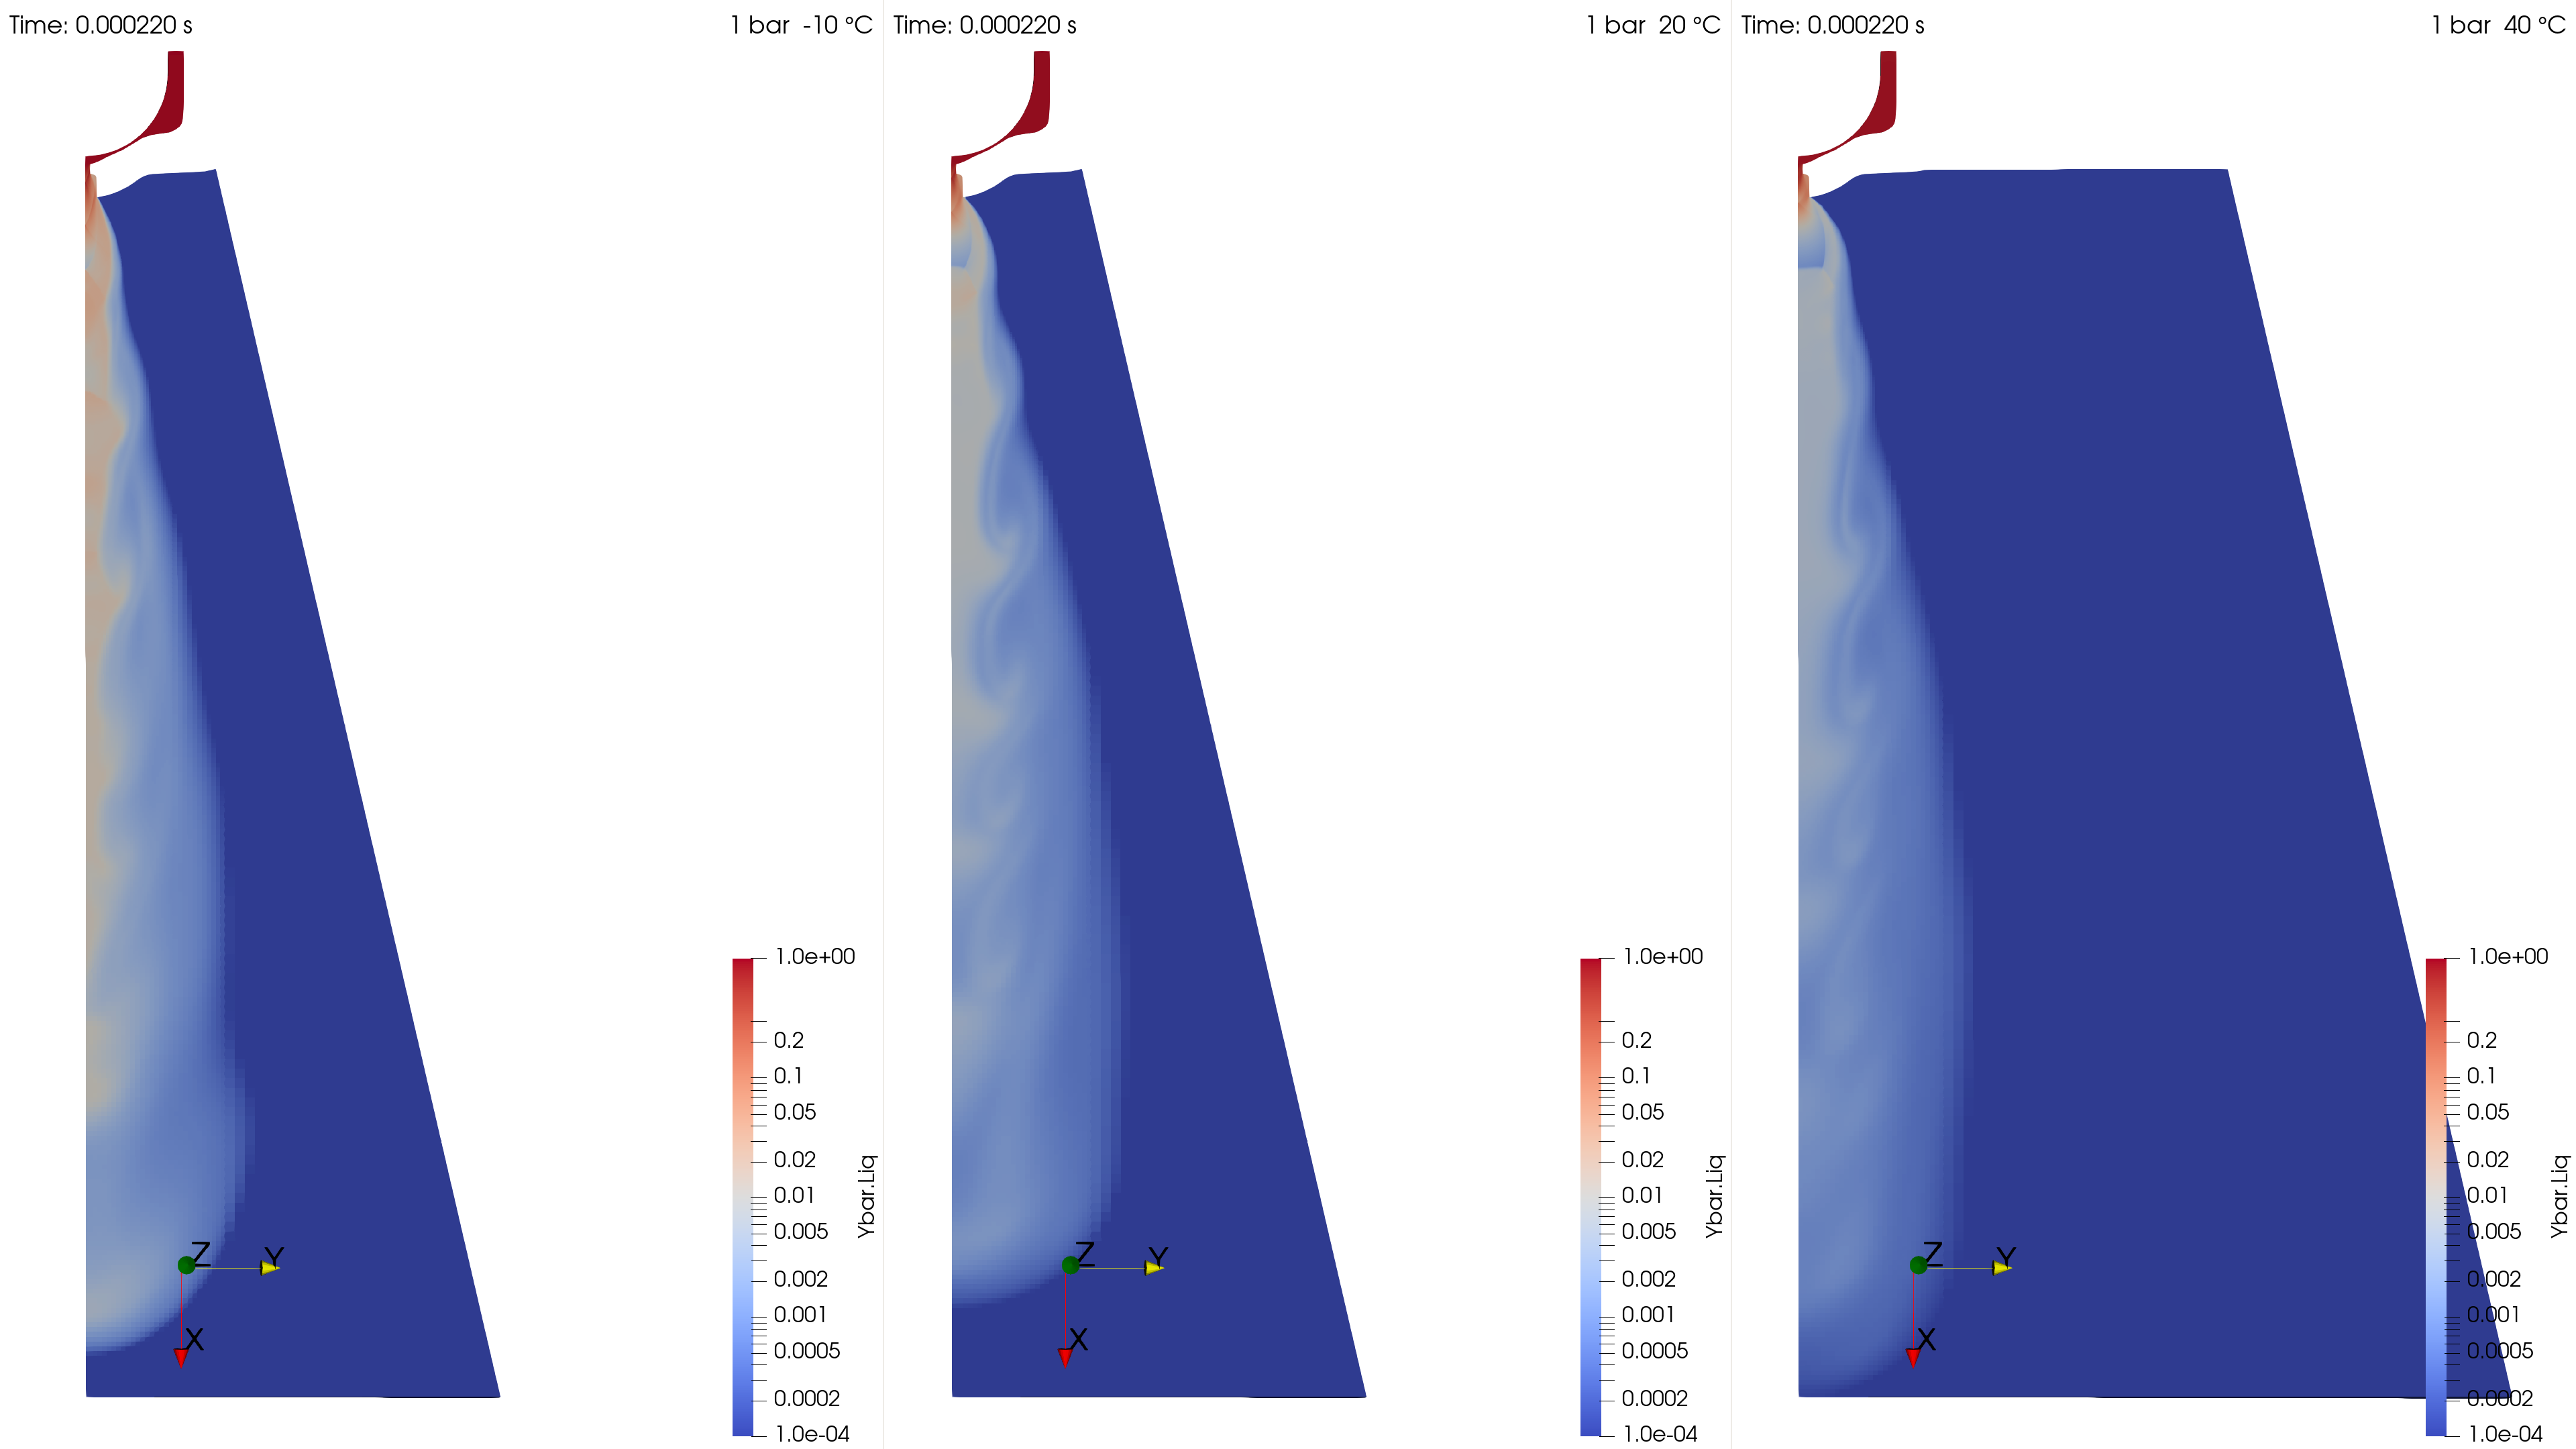 Time: 0.000220 s
1 bar  -10 °C
1.0e+00
0.2
0.1
0.05
0.02
0.01
0.005
0.002
0.001
0.0005
0.0002
1.0e-04
Ybar.Liq
Z
Y
X
Time: 0.000220 s
1 bar  20 °C
1.0e+00
0.2
0.1
0.05
0.02
0.01
0.005
0.002
0.001
0.0005
0.0002
1.0e-04
Ybar.Liq
Z
Y
X
Time: 0.000220 s
1 bar  40 °C
1.0e+00
0.2
0.1
0.05
0.02
0.01
0.005
0.002
0.001
0.0005
0.0002
1.0e-04
Ybar.Liq
Z
Y
X